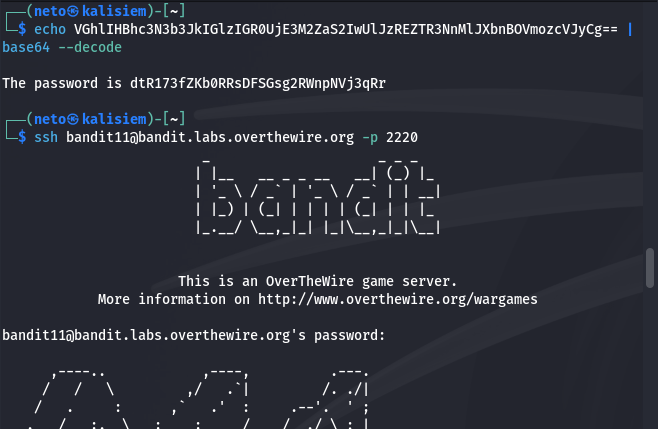 (neto㉿kalisiem)-[~]
$ echo VGhlIHBhc3N3b3JkIGlzIGR0UjE3M2ZaS2IwUlJzREZTR3NnMlJXbnBOVmozcVJyCg== |
base64 --decode
The password is dtR173fZKb0RRsDFSGsg2RWnpNVj3qRr
(neto㉿kalisiem)-[~]
$ ssh bandit11@bandit.labs.overthewire.org -p 2220
bandit
This is an OverTheWire game server.
More information on http://www.overthewire.org/wargames
bandit11@bandit.labs.overthewire.org's password: